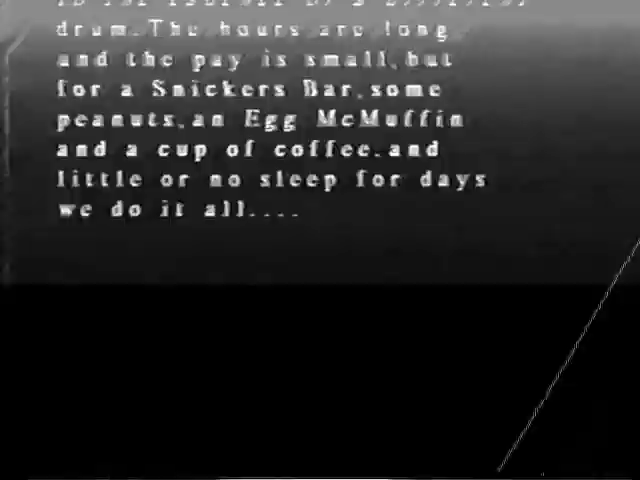 drum.The hours are long
and the pay is small,but
for a Snickers Bar,some
peanuts,an Egg McMuffin
and a cup of coffee.and
little or no sleep for days
we do it all....